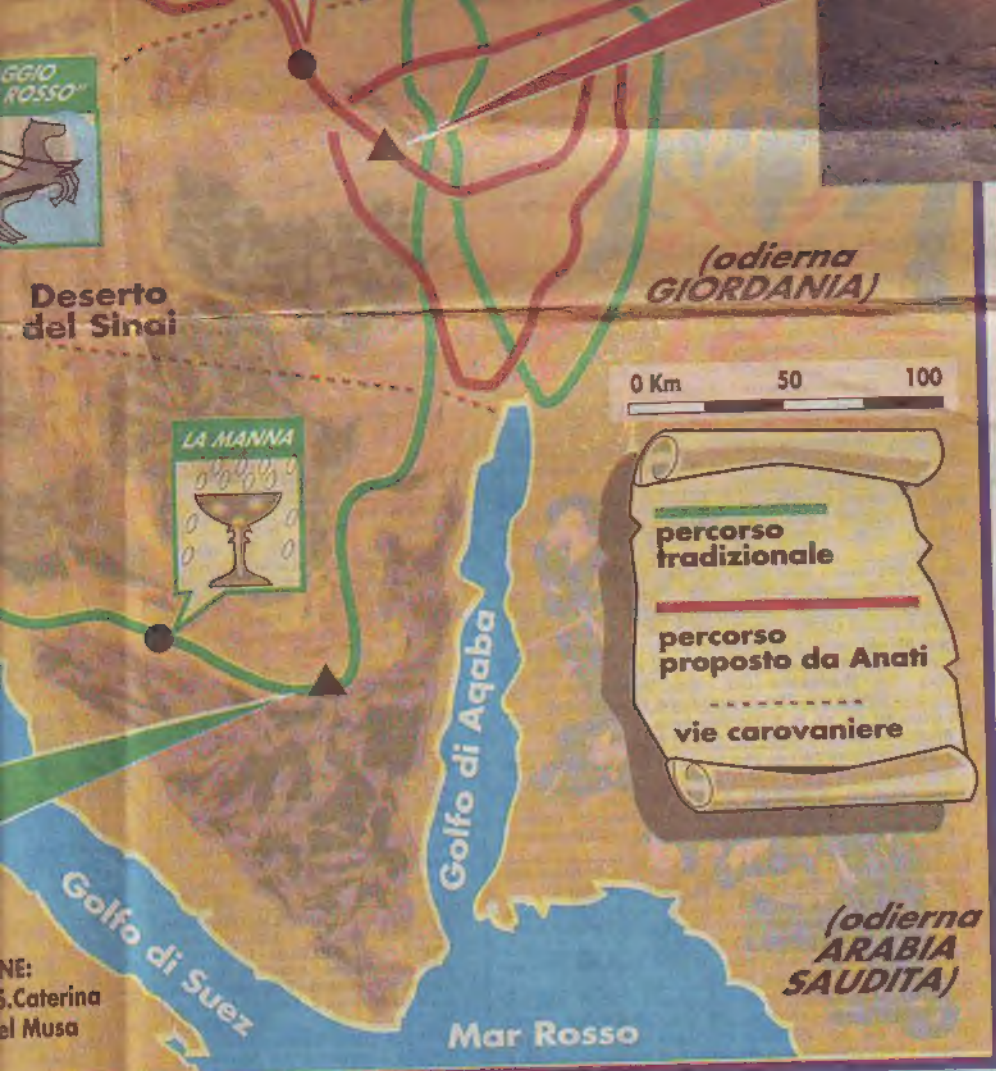 GGIO
ROSSO"
Deserto
del Sinai
(odierna
GIORDANIA)
0 Km 50 100
LA MANNA
percorso
tradizionale
percorso
proposto da Anati
vie carovaniere
Golfo di Aqaba
Golfo di Suez
NE:
S.Caterina
el Musa
Mar Rosso
(odierna
ARABIA
SAUDITA)